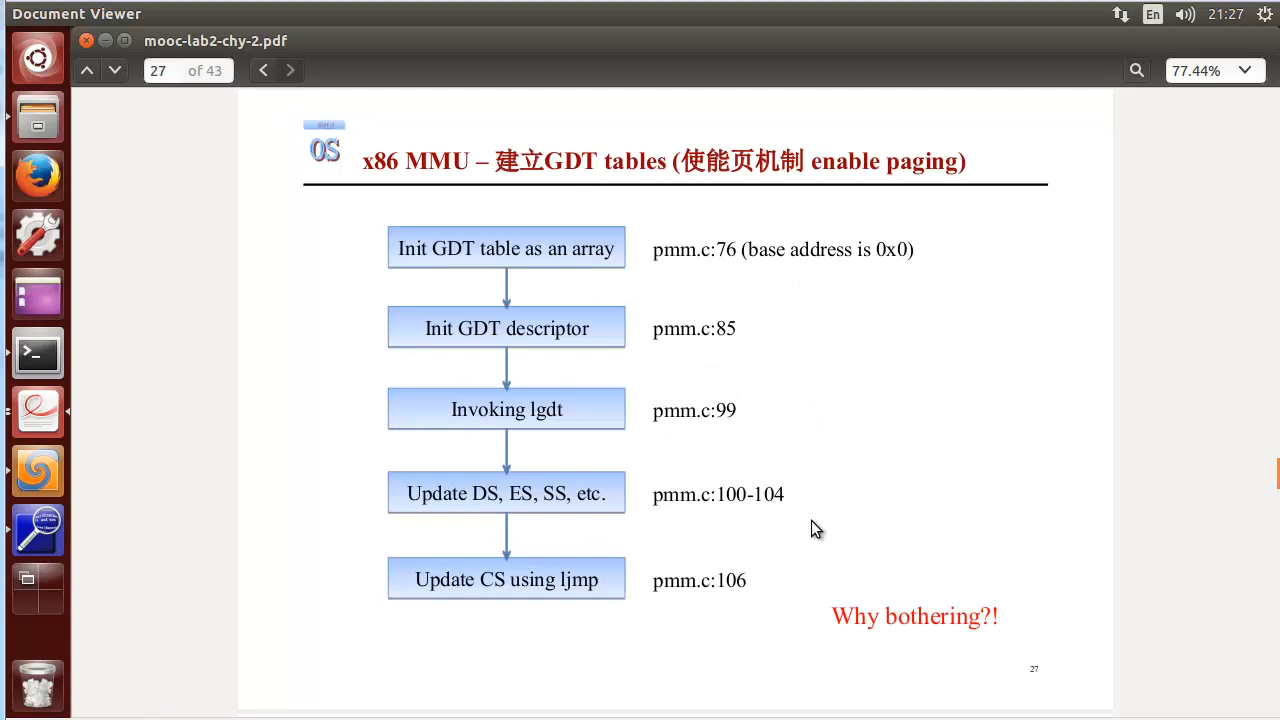 Document Viewer
En
21:27
mooc-lab2-chy-2.pdf
27 of 43
77.44%
OS
x86 MMU – 建立GDT tables (使能页机制 enable paging)
Init GDT table as an array
pmm.c:76 (base address is 0x0)
Init GDT descriptor
pmm.c:85
Invoking lgdt
pmm.c:99
Update DS, ES, SS, etc.
pmm.c:100-104
Update CS using ljmp
pmm.c:106
Why bothering?!
27